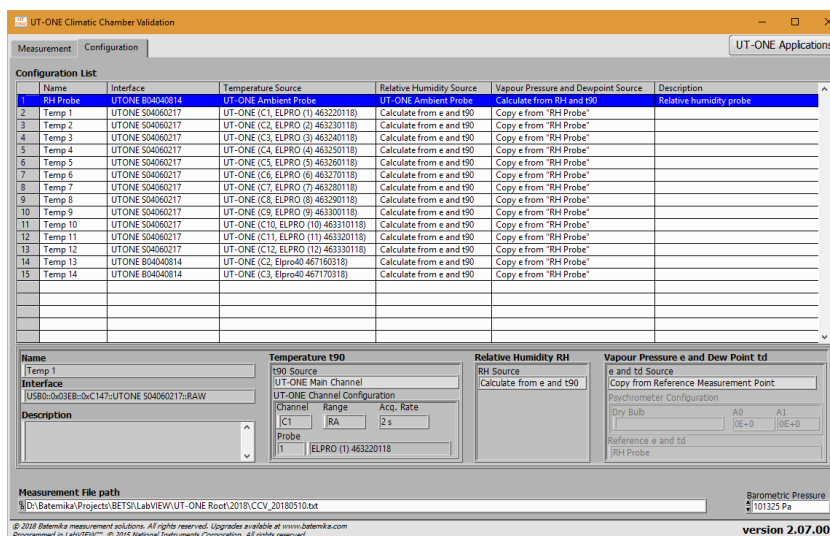 UT-ONE Climatic Chamber Validation
Measurement Configuration UT-ONE Applications
Configuration List
Name Interface Temperature Source Relative Humidity Source Vapour Pressure and Dewpoint Source Description
1 RH Probe UTONE B04040814 UT-ONE Ambient Probe UT-ONE Ambient Probe Calculate from RH and t90 Relative humidity probe
2 Temp 1 UTONE S04060217 UT-ONE (C1, ELPRO (1) 463220118) Calculate from e and t90 Copy e from "RH Probe"
3 Temp 2 UTONE S04060217 UT-ONE (C2, ELPRO (2) 463230118) Calculate from e and t90 Copy e from "RH Probe"
4 Temp 3 UTONE S04060217 UT-ONE (C3, ELPRO (3) 463240118) Calculate from e and t90 Copy e from "RH Probe"
5 Temp 4 UTONE S04060217 UT-ONE (C4, ELPRO (4) 463250118) Calculate from e and t90 Copy e from "RH Probe"
6 Temp 5 UTONE S04060217 UT-ONE (C5, ELPRO (5) 463260118) Calculate from e and t90 Copy e from "RH Probe"
7 Temp 6 UTONE S04060217 UT-ONE (C6, ELPRO (6) 463270118) Calculate from e and t90 Copy e from "RH Probe"
8 Temp 7 UTONE S04060217 UT-ONE (C7, ELPRO (7) 463280118) Calculate from e and t90 Copy e from "RH Probe"
9 Temp 8 UTONE S04060217 UT-ONE (C8, ELPRO (8) 463290118) Calculate from e and t90 Copy e from "RH Probe"
10 Temp 9 UTONE S04060217 UT-ONE (C9, ELPRO (9) 463300118) Calculate from e and t90 Copy e from "RH Probe"
11 Temp 10 UTONE S04060217 UT-ONE (C10, ELPRO (10) 463310118) Calculate from e and t90 Copy e from "RH Probe"
12 Temp 11 UTONE S04060217 UT-ONE (C11, ELPRO (11) 463320118) Calculate from e and t90 Copy e from "RH Probe"
13 Temp 12 UTONE S04060217 UT-ONE (C12, ELPRO (12) 463330118) Calculate from e and t90 Copy e from "RH Probe"
14 Temp 13 UTONE B04040814 UT-ONE (C2, Elpro40 467160318) Calculate from e and t90 Copy e from "RH Probe"
15 Temp 14 UTONE B04040814 UT-ONE (C3, Elpro40 467170318) Calculate from e and t90 Copy e from "RH Probe"
Name
Temp 1
Interface
USB0::0x03EB::0xC147::UTONE S04060217::RAW
Description
Temperature t90
t90 Source
UT-ONE Main Channel
UT-ONE Channel Configuration
Channel Range Acq. Rate
C1 RA 2 s
Probe
1 ELPRO (1) 463220118
Relative Humidity RH
RH Source
Calculate from e and t90
Vapour Pressure e and Dew Point td
e and td Source
Copy from Reference Measurement Point
Psychrometer Configuration
Dry Bulb A0 A1
0E+0 0E+0
Reference e and td
RH Probe
Measurement File path
D:\Batemika\Projects\BETSI\LabVIEW\UT-ONE Root\2018\CCV_20180510.txt
Barometric Pressure
101325 Pa
© 2018 Batemika measurement solutions. All rights reserved. Upgrades available at www.batemika.com
Programmed in LabVIEW™. © 2015 National Instruments Corporation. All rights reserved.
version 2.07.00